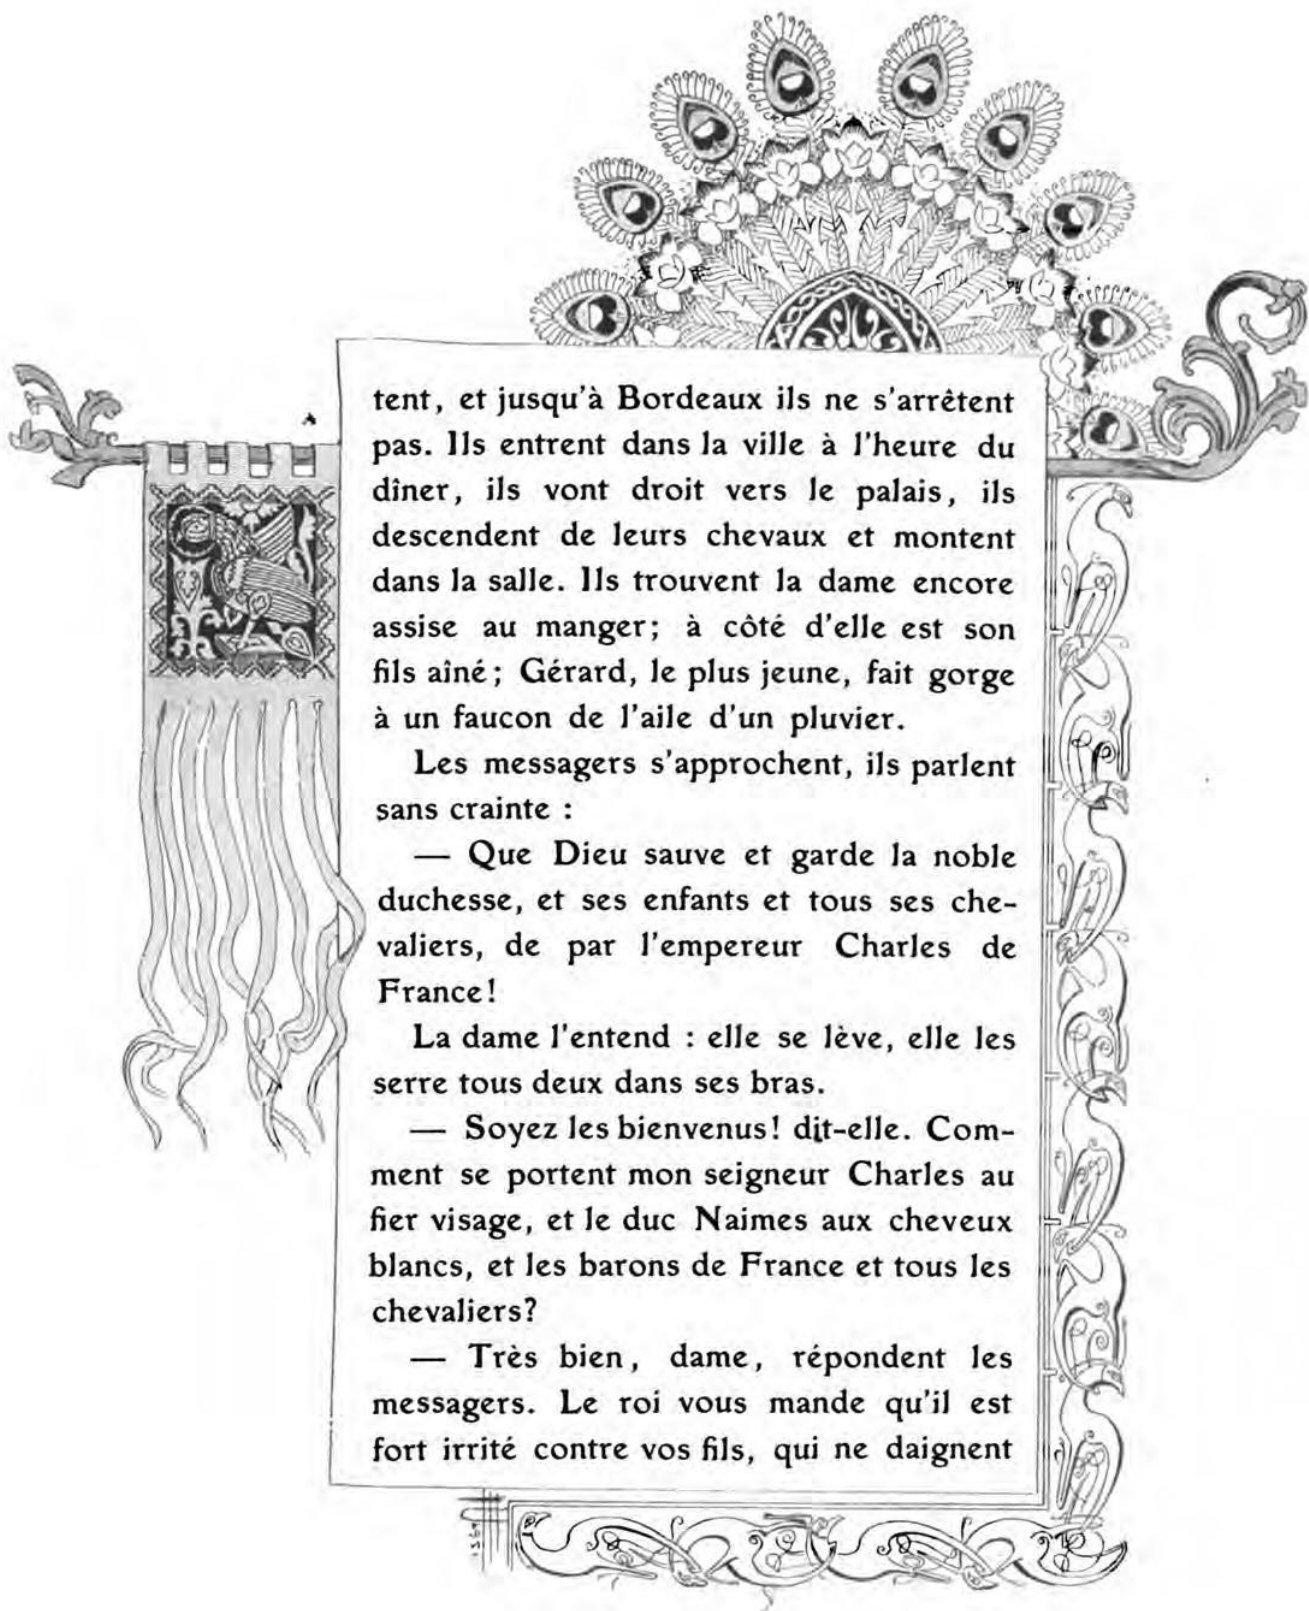 tent, et jusqu'à Bordeaux ils ne s'arrêtent
pas. Ils entrent dans la ville à l'heure du
dîner, ils vont droit vers le palais, ils
descendent de leurs chevaux et montent
dans la salle. Ils trouvent la dame encore
assise au manger; à côté d'elle est son
fils aîné; Gérard, le plus jeune, fait gorge
à un faucon de l'aile d'un pluvier.
Les messagers s'approchent, ils parlent
sans crainte :
— Que Dieu sauve et garde la noble
duchesse, et ses enfants et tous ses che-
valiers, de par l'empereur Charles de
France!
La dame l'entend : elle se lève, elle les
serre tous deux dans ses bras.
— Soyez les bienvenus! dit-elle. Com-
ment se portent mon seigneur Charles au
fier visage, et le duc Naimes aux cheveux
blancs, et les barons de France et tous les
chevaliers?
— Très bien, dame, répondent les
messagers. Le roi vous mande qu'il est
fort irrité contre vos fils, qui ne daignent